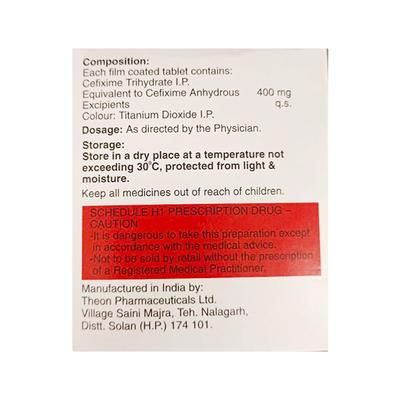 Composition:
Each film coated tablet contains:
Cefixime Trihydrate I.P.
Equivalent to Cefixime Anhydrous 400 mg
Excipients q.s.
Colour: Titanium Dioxide I.P.
Dosage: As directed by the Physician.
Storage:
Store in a dry place at a temperature not
exceeding 30°C, protected from light &
moisture.
Keep all medicines out of reach of children.
SCHEDULE H1 PRESCRIPTION DRUG –
CAUTION
-It is dangerous to take this preparation except
in accordance with the medical advice.
-Not to be sold by retail without the prescription
of a Registered Medical Practitioner.
Manufactured in India by:
Theon Pharmaceuticals Ltd.
Village Saini Majra, Teh. Nalagarh,
Distt. Solan (H.P.) 174 101.